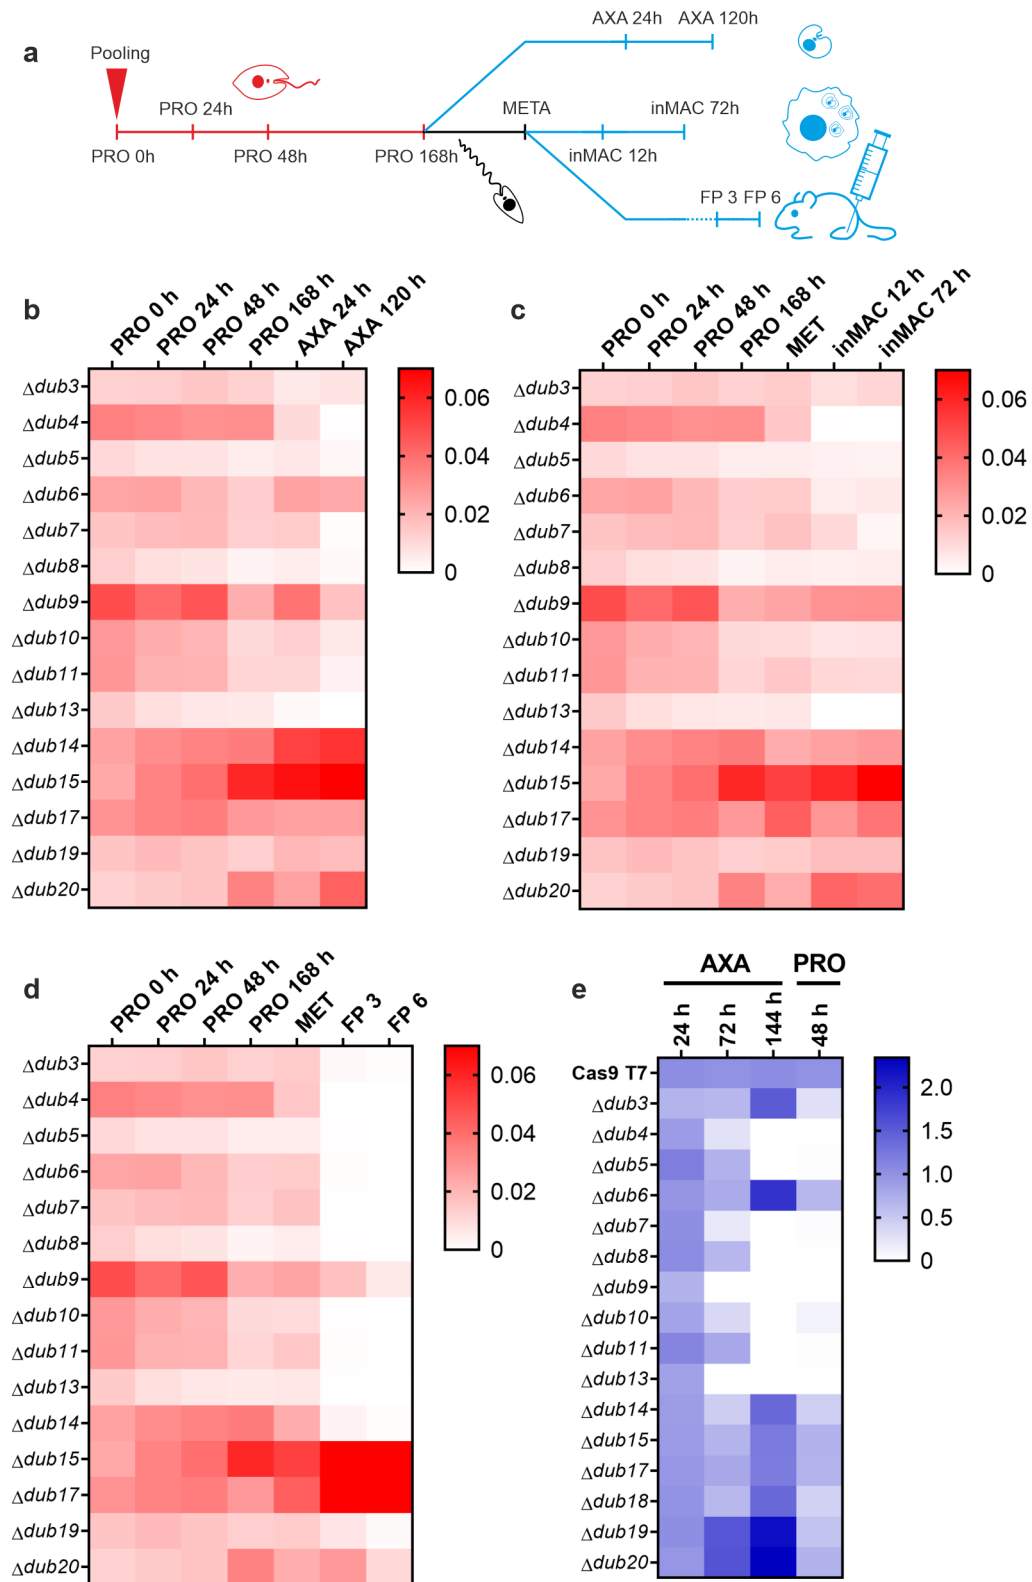 a
Pooling
PRO 0h
PRO 24h
PRO 48h
PRO 168h
META
AXA 24h
AXA 120h
inMAC 12h
inMAC 72h
FP 3 FP 6
b
PRO 0 h
PRO 24 h
PRO 48 h
PRO 168 h
AXA 24 h
AXA 120 h
Δdub3
Δdub4
Δdub5
Δdub6
Δdub7
Δdub8
Δdub9
Δdub10
Δdub11
Δdub13
Δdub14
Δdub15
Δdub17
Δdub19
Δdub20
0.06
0.04
0.02
0
c
PRO 0 h
PRO 24 h
PRO 48 h
PRO 168 h
MET
inMAC 12 h
inMAC 72 h
Δdub3
Δdub4
Δdub5
Δdub6
Δdub7
Δdub8
Δdub9
Δdub10
Δdub11
Δdub13
Δdub14
Δdub15
Δdub17
Δdub19
Δdub20
0.06
0.04
0.02
0
d
PRO 0 h
PRO 24 h
PRO 48 h
PRO 168 h
MET
FP 3
FP 6
Δdub3
Δdub4
Δdub5
Δdub6
Δdub7
Δdub8
Δdub9
Δdub10
Δdub11
Δdub13
Δdub14
Δdub15
Δdub17
Δdub19
Δdub20
0.06
0.04
0.02
0
e
AXA PRO
24 h
72 h
144 h
48 h
Cas9 T7
Δdub3
Δdub4
Δdub5
Δdub6
Δdub7
Δdub8
Δdub9
Δdub10
Δdub11
Δdub13
Δdub14
Δdub15
Δdub17
Δdub18
Δdub19
Δdub20
2.0
1.5
1.0
0.5
0